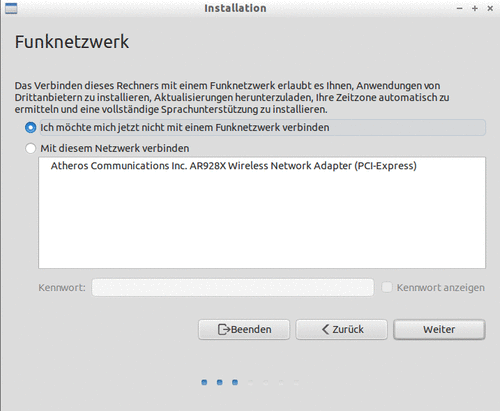 Installation
Funknetzwerk
Das Verbinden dieses Rechners mit einem Funknetzwerk erlaubt es Ihnen, Anwendungen von
Drittanbietern zu installieren, Aktualisierungen herunterzuladen, Ihre Zeitzone automatisch zu
ermitteln und eine vollständige Sprachunterstützung zu installieren.
Ich möchte mich jetzt nicht mit einem Funknetzwerk verbinden
Mit diesem Netzwerk verbinden
Atheros Communications Inc. AR928X Wireless Network Adapter (PCI-Express)
Kennwort: Kennwort anzeigen
Beenden Zurück Weiter